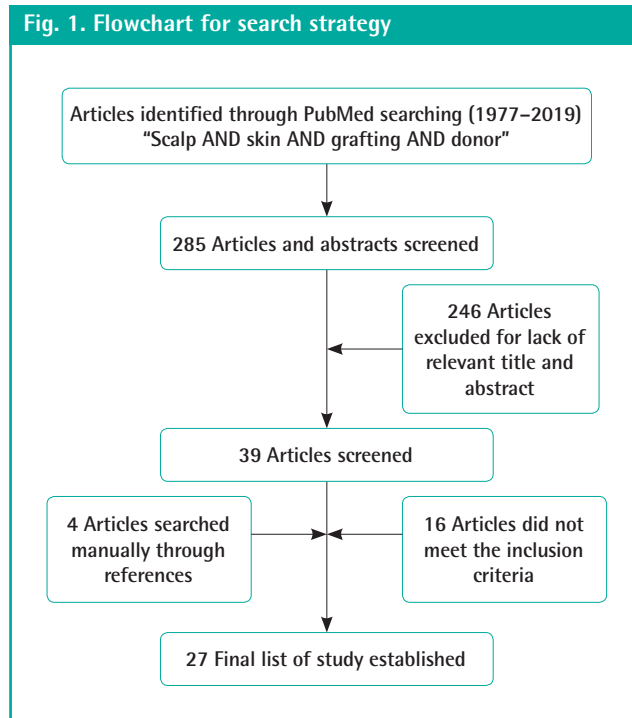 Fig. 1. Flowchart for search strategy
Articles identified through PubMed searching (1977–2019)
“Scalp AND skin AND grafting AND donor”
285 Articles and abstracts screened
246 Articles
excluded for lack of
relevant title and
abstract
39 Articles screened
4 Articles searched
manually through
references
16 Articles did not
meet the inclusion
criteria
27 Final list of study established